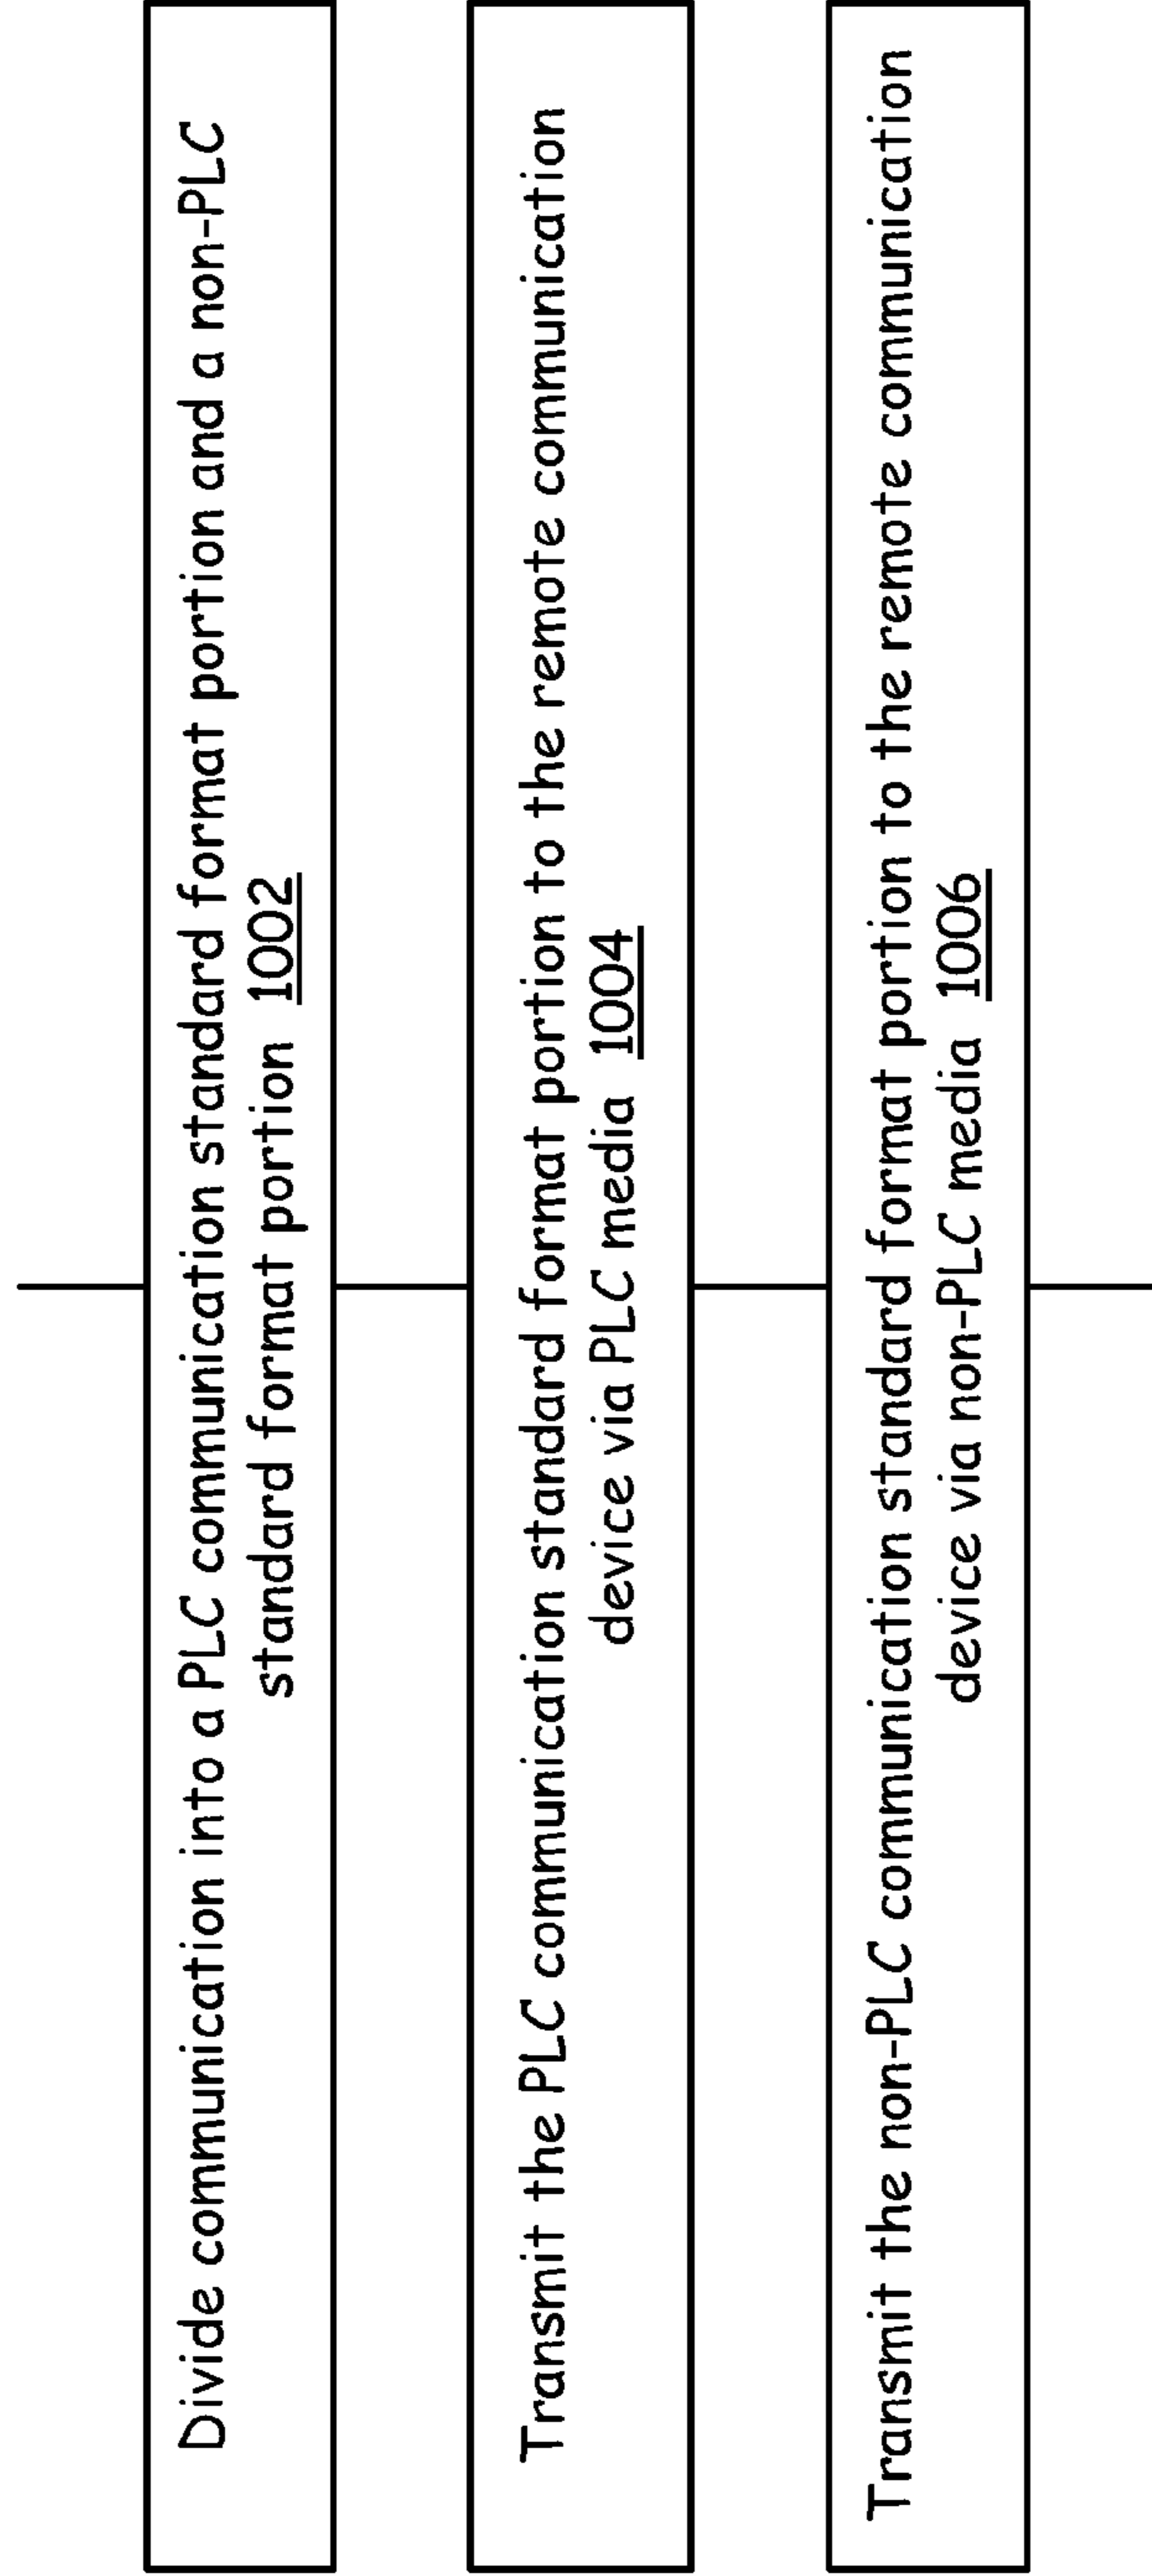 Divide communication into a PLC communication standard format portion and a non-PLC
standard format portion 1002
Transmit the PLC communication standard format portion to the remote communication
device via PLC media 1004
Transmit the non-PLC communication standard format portion to the remote communication
device via non-PLC media 1006